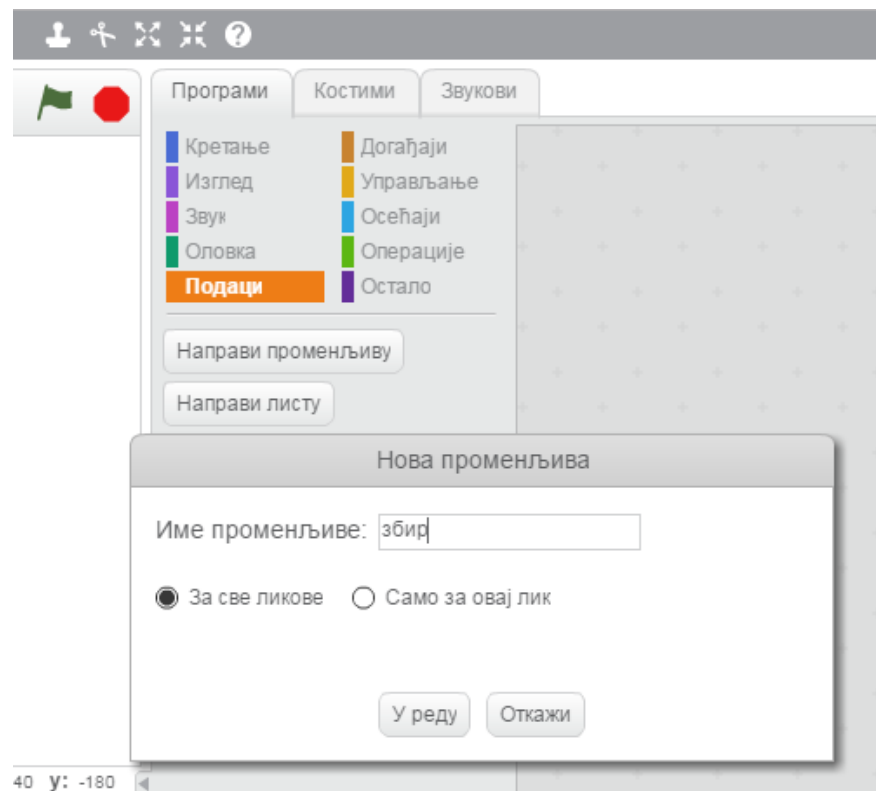 Програми Костими Звукови
Кретање Догађаји
Изглед Управљање
Звук Осећаји
Оловка Операције
Подаци Остало
Направи променљиву
Направи листу
Нова променљива
Име променљиве: збир
За све ликове Само за овај лик
У реду Откажи
40 y: -180